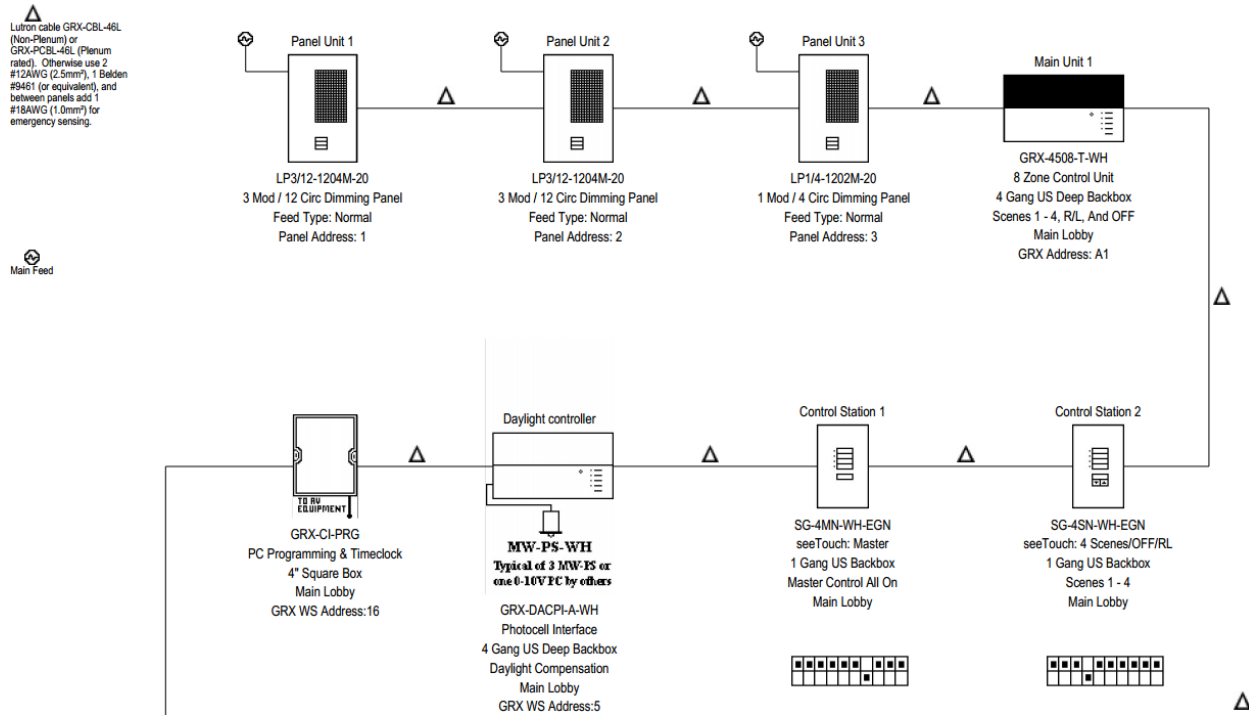 Lutron cable GRX-CBL-46L
(Non-Plenum) or
GRX-PCBL-46L (Plenum
rated). Otherwise use 2
#12AWG (2.5mm²), 1 Belden
#9461 (or equivalent), and
between panels add 1
#18AWG (1.0mm²) for
emergency sensing.
Main Feed
Panel Unit 1
LP3/12-1204M-20
3 Mod / 12 Circ Dimming Panel
Feed Type: Normal
Panel Address: 1
Panel Unit 2
LP3/12-1204M-20
3 Mod / 12 Circ Dimming Panel
Feed Type: Normal
Panel Address: 2
Panel Unit 3
LP1/4-1202M-20
1 Mod / 4 Circ Dimming Panel
Feed Type: Normal
Panel Address: 3
Main Unit 1
GRX-4508-T-WH
8 Zone Control Unit
4 Gang US Deep Backbox
Scenes 1 - 4, R/L, And OFF
Main Lobby
GRX Address: A1
TO AV
EQUIPMENT
GRX-CI-PRG
PC Programming & Timeclock
4" Square Box
Main Lobby
GRX WS Address:16
Daylight controller
MW-PS-WH
Typical of 3 MW-PS or
one 0-10V PC by others
GRX-DACPI-A-WH
Photocell Interface
4 Gang US Deep Backbox
Daylight Compensation
Main Lobby
GRX WS Address:5
Control Station 1
SG-4MN-WH-EGN
seeTouch: Master
1 Gang US Backbox
Master Control All On
Main Lobby
Control Station 2
SG-4SN-WH-EGN
seeTouch: 4 Scenes/OFF/RL
1 Gang US Backbox
Scenes 1 - 4
Main Lobby